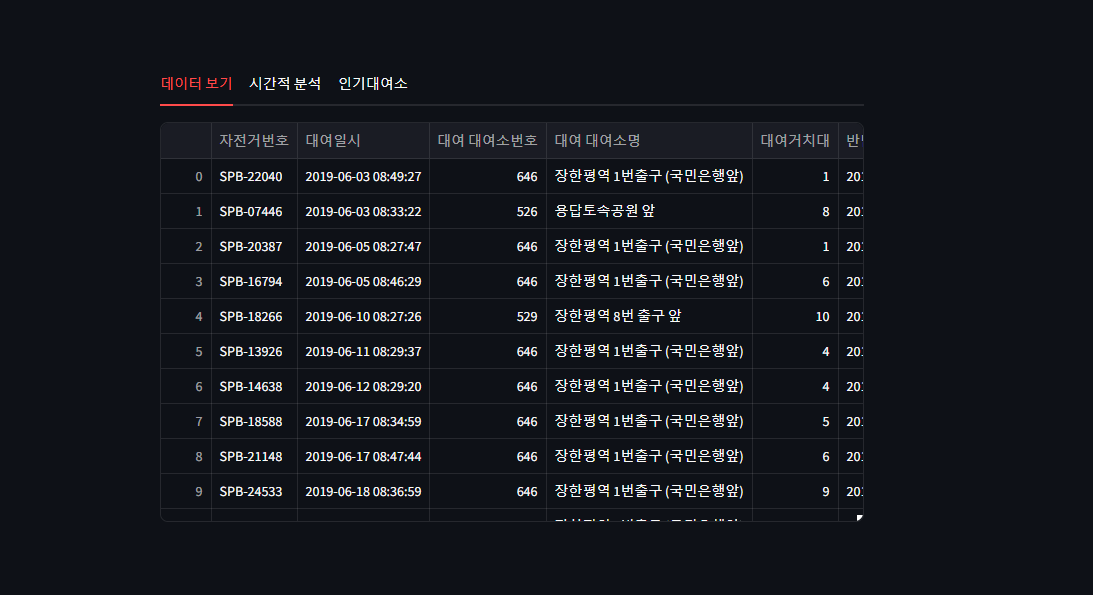 데이터 보기 시간적 분석 인기대여소
자전거번호 대여일시 대여 대여소번호 대여 대여소명 대여거치대
0 SPB-22040 2019-06-03 08:49:27 646 장한평역 1번출구 (국민은행앞) 1 201
1 SPB-07446 2019-06-03 08:33:22 526 용답토속공원 앞 8 201
2 SPB-20387 2019-06-05 08:27:47 646 장한평역 1번출구 (국민은행앞) 1 201
3 SPB-16794 2019-06-05 08:46:29 646 장한평역 1번출구 (국민은행앞) 6 201
4 SPB-18266 2019-06-10 08:27:26 529 장한평역 8번 출구 앞 10 201
5 SPB-13926 2019-06-11 08:29:37 646 장한평역 1번출구 (국민은행앞) 4 201
6 SPB-14638 2019-06-12 08:29:20 646 장한평역 1번출구 (국민은행앞) 4 201
7 SPB-18588 2019-06-17 08:34:59 646 장한평역 1번출구 (국민은행앞) 5 201
8 SPB-21148 2019-06-17 08:47:44 646 장한평역 1번출구 (국민은행앞) 6 201
9 SPB-24533 2019-06-18 08:36:59 646 장한평역 1번출구 (국민은행앞) 9 201